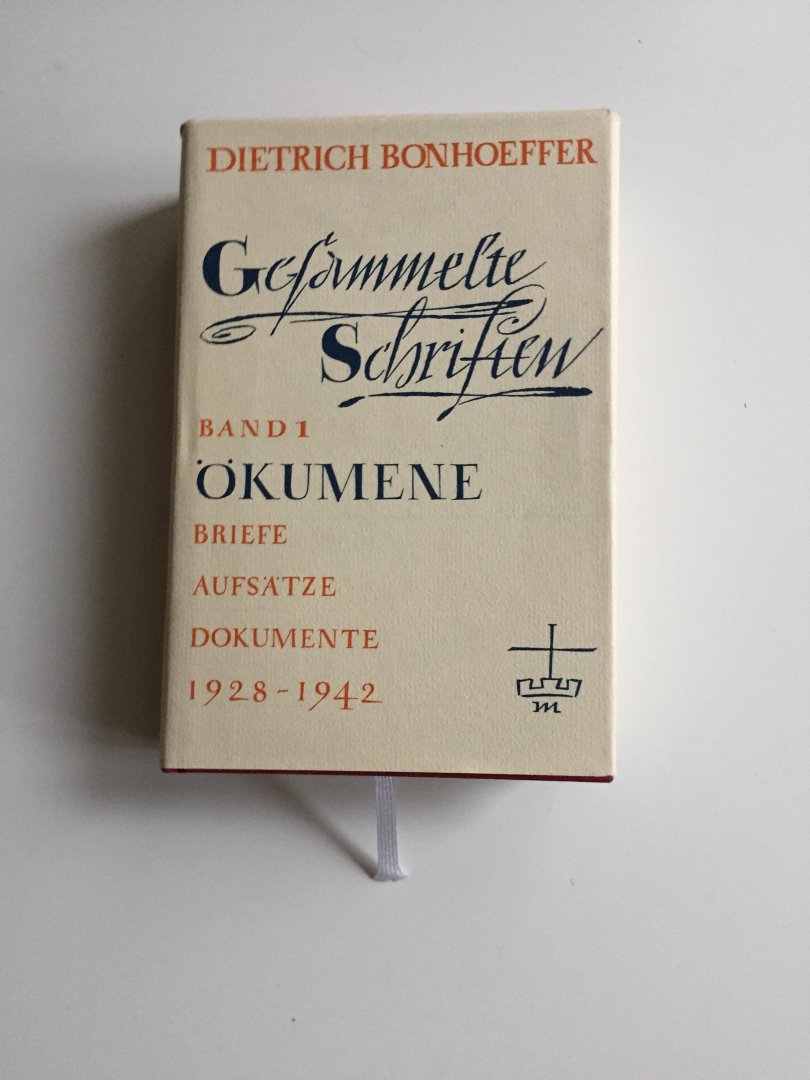 DIETRICH BONHOEFFER
Gesammelte
Schriften
BAND 1
ÖKUMENE
BRIEFE
AUFSÄTZE
DOKUMENTE
1928-1942
m